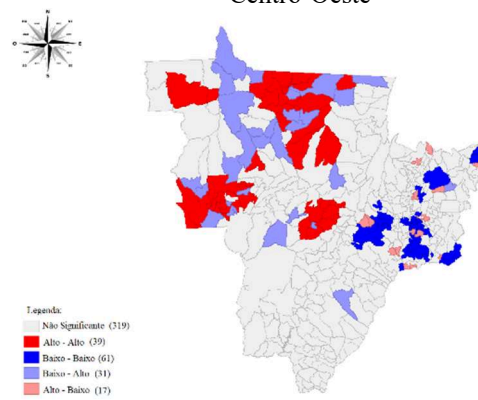 Centro-Oeste
N
O
E
S
Legenda:
Não Significante (319)
Alto - Alto (39)
Baixo - Baixo (61)
Baixo - Alto (31)
Alto - Baixo (17)